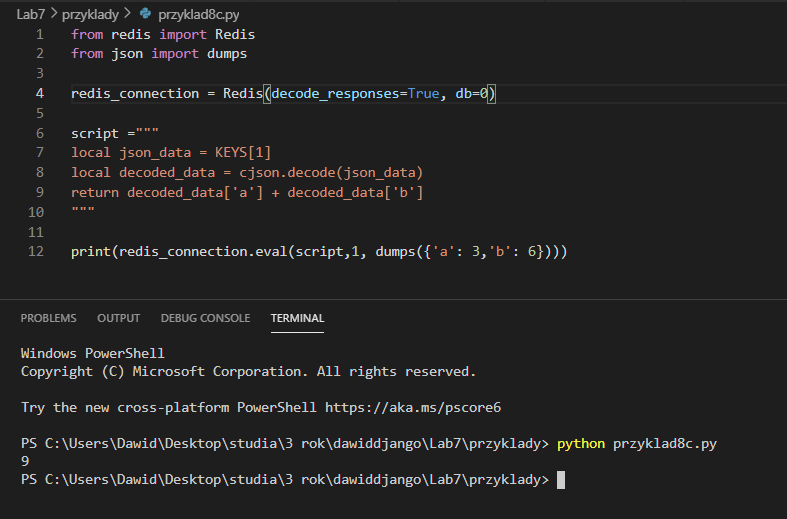 Lab7 > przyklady > przyklad8c.py
1 from redis import Redis
2 from json import dumps
3
4 redis_connection = Redis(decode_responses=True, db=0)
5
6 script ="""
7 local json_data = KEYS[1]
8 local decoded_data = cjson.decode(json_data)
9 return decoded_data['a'] + decoded_data['b']
10 """
11
12 print(redis_connection.eval(script,1, dumps({'a': 3,'b': 6})))
PROBLEMS OUTPUT DEBUG CONSOLE TERMINAL
Windows PowerShell
Copyright (C) Microsoft Corporation. All rights reserved.
Try the new cross-platform PowerShell https://aka.ms/pscore6
PS C:\Users\Dawid\Desktop\studia\3 rok\dawiddjango\Lab7\przyklady> python przyklad8c.py
9
PS C:\Users\Dawid\Desktop\studia\3 rok\dawiddjango\Lab7\przyklady>